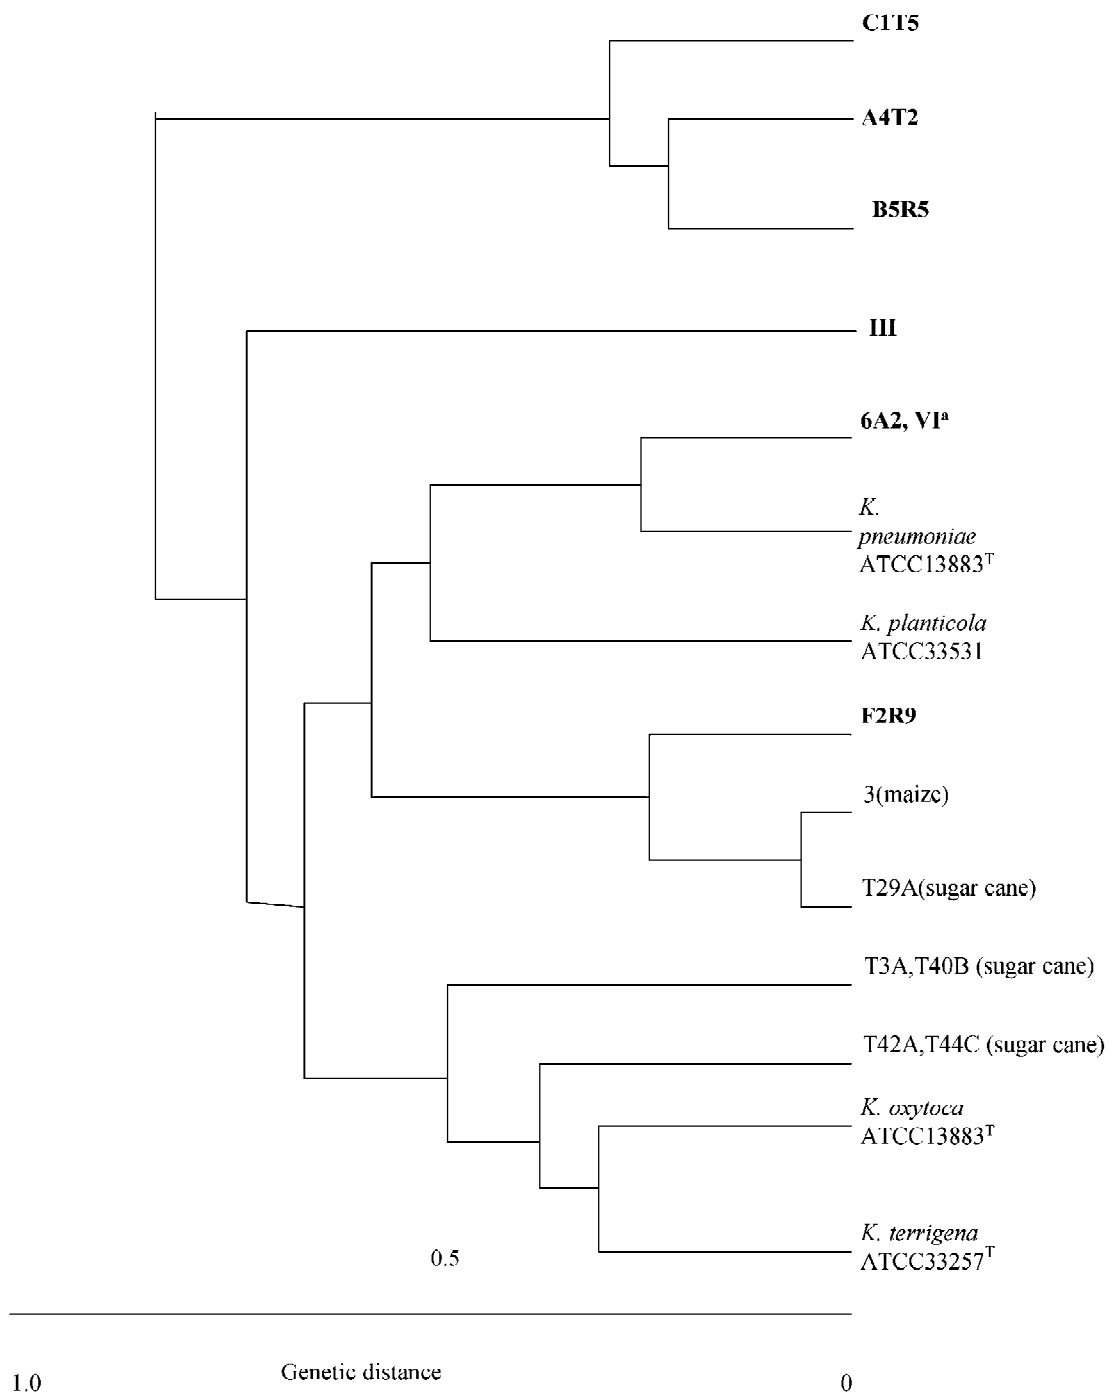 C1T5
A4T2
B5R5
III
6A2, VIª
K.
pneumoniae
ATCC13883ᵀ
K. planticola
ATCC33531
F2R9
3(maize)
T29A(sugar cane)
T3A,T40B (sugar cane)
T42A,T44C (sugar cane)
K. oxytoca
ATCC13883ᵀ
K. terrigena
ATCC33257ᵀ
0.5
Genetic distance
1.0 0